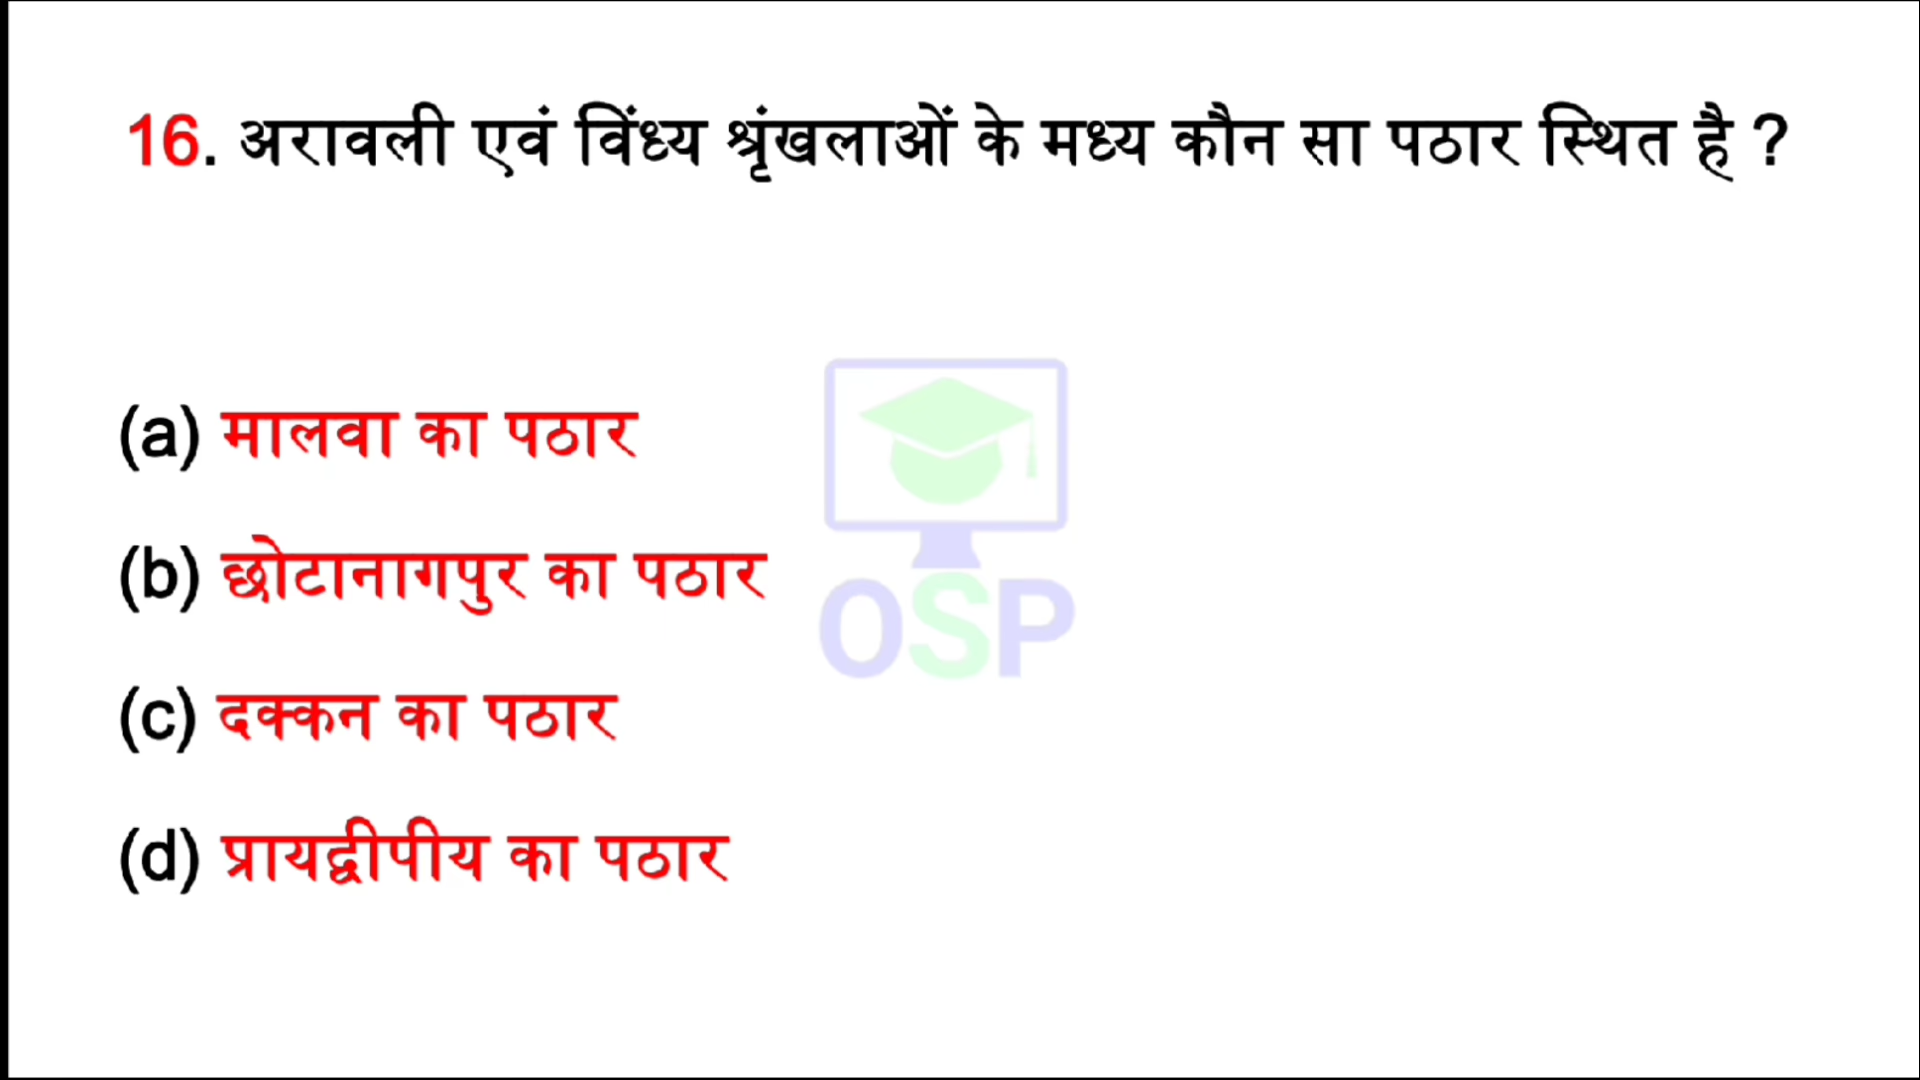 16. अरावली एवं विंध्य श्रृंखलाओं के मध्य कौन सा पठार स्थित है ?
(a) मालवा का पठार
(b) छोटानागपुर का पठार
(c) दक्कन का पठार
(d) प्रायद्वीपीय का पठार
OSP